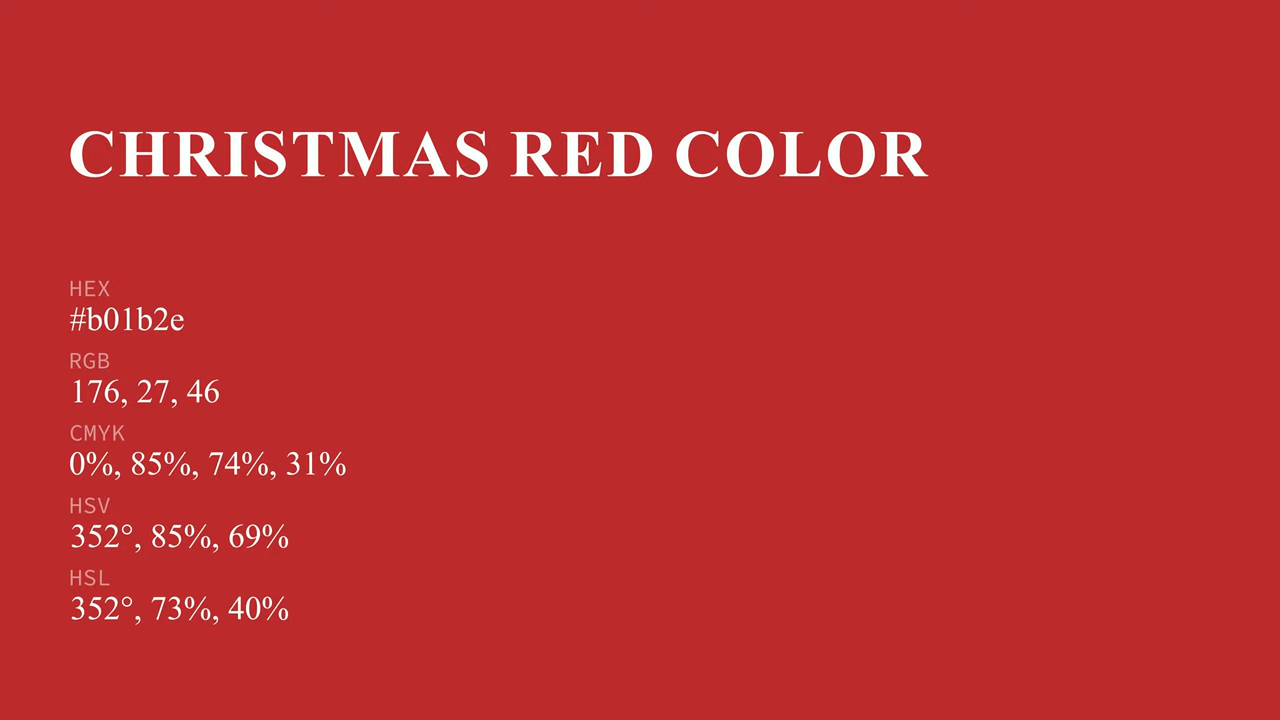 CHRISTMAS RED COLOR
HEX
#b01b2e
RGB
176, 27, 46
CMYK
0%, 85%, 74%, 31%
HSV
352°, 85%, 69%
HSL
352°, 73%, 40%